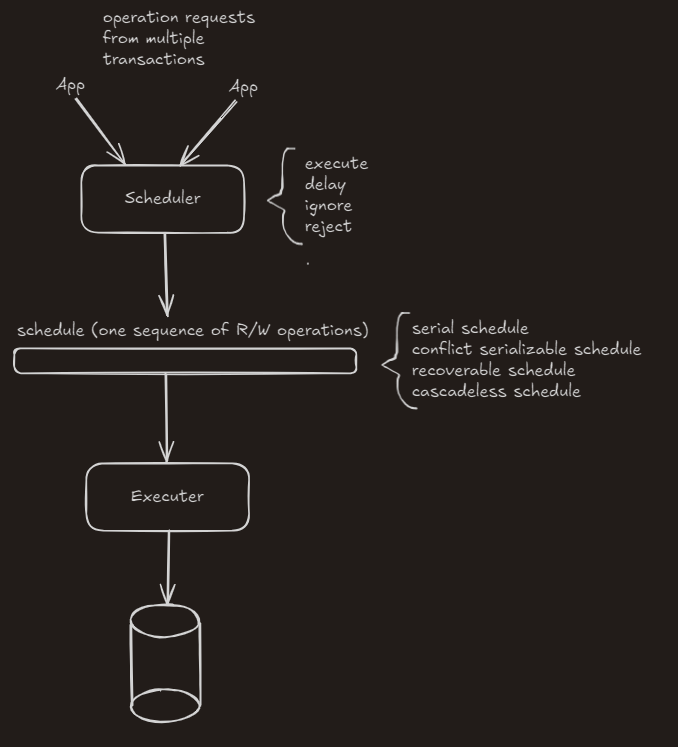 operation requests
from multiple
transactions
App
App
Scheduler
execute
delay
ignore
reject
.
schedule (one sequence of R/W operations)
serial schedule
conflict serializable schedule
recoverable schedule
cascadeless schedule
Executer